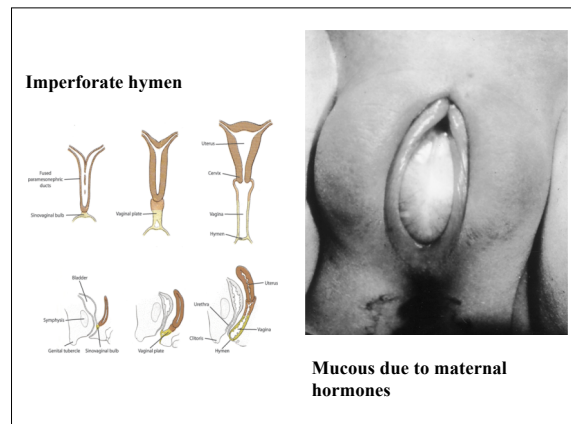 Imperforate hymen
Uterus
Fused
paramesonephric
ducts
Cervix
Sinovaginal bulb
Vaginal plate
Vagina
Hymen
Bladder
Uterus
Symphysis
Urethra
Vagina
Genital tubercle
Sinovaginal bulb
Vaginal plate
Clitoris
Hymen
Mucous due to maternal
hormones